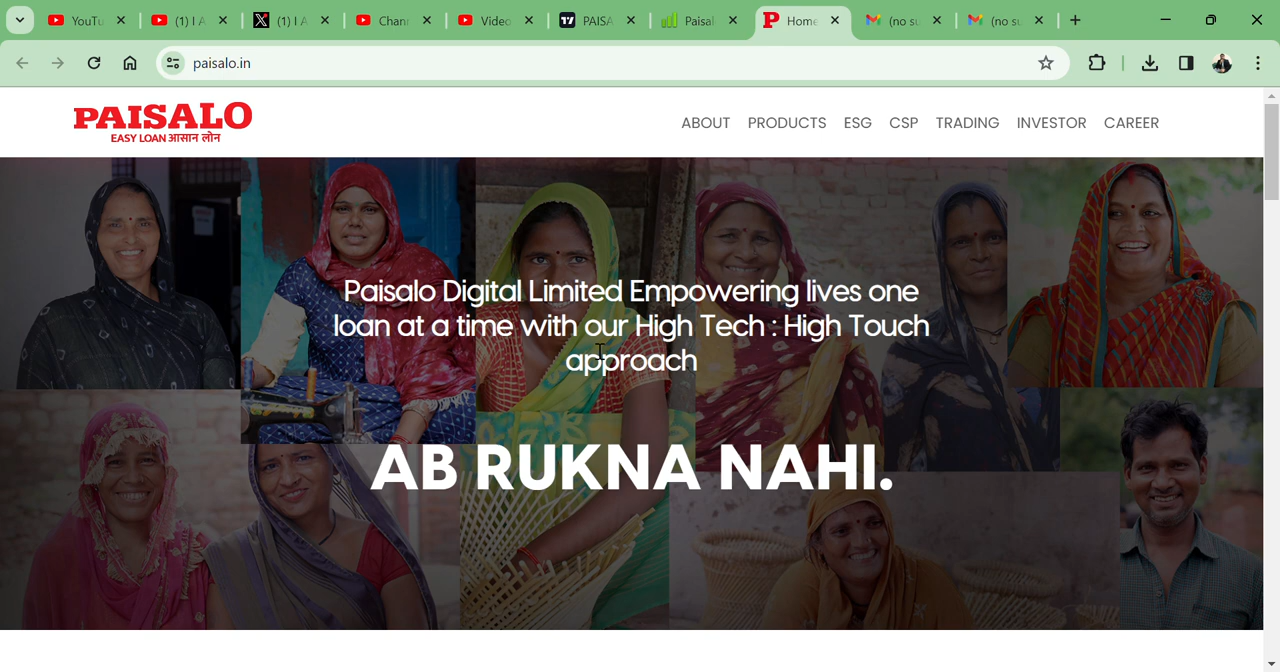 YouTu
(1) I A
(1) I A
Chann
Video
PAISA
Paisal
Home
(no su
(no su
paisalo.in
PAISALO
EASY LOAN आसान लोन
ABOUT PRODUCTS ESG CSP TRADING INVESTOR CAREER
Paisalo Digital Limited Empowering lives one
loan at a time with our High Tech : High Touch
approach
AB RUKNA NAHI.